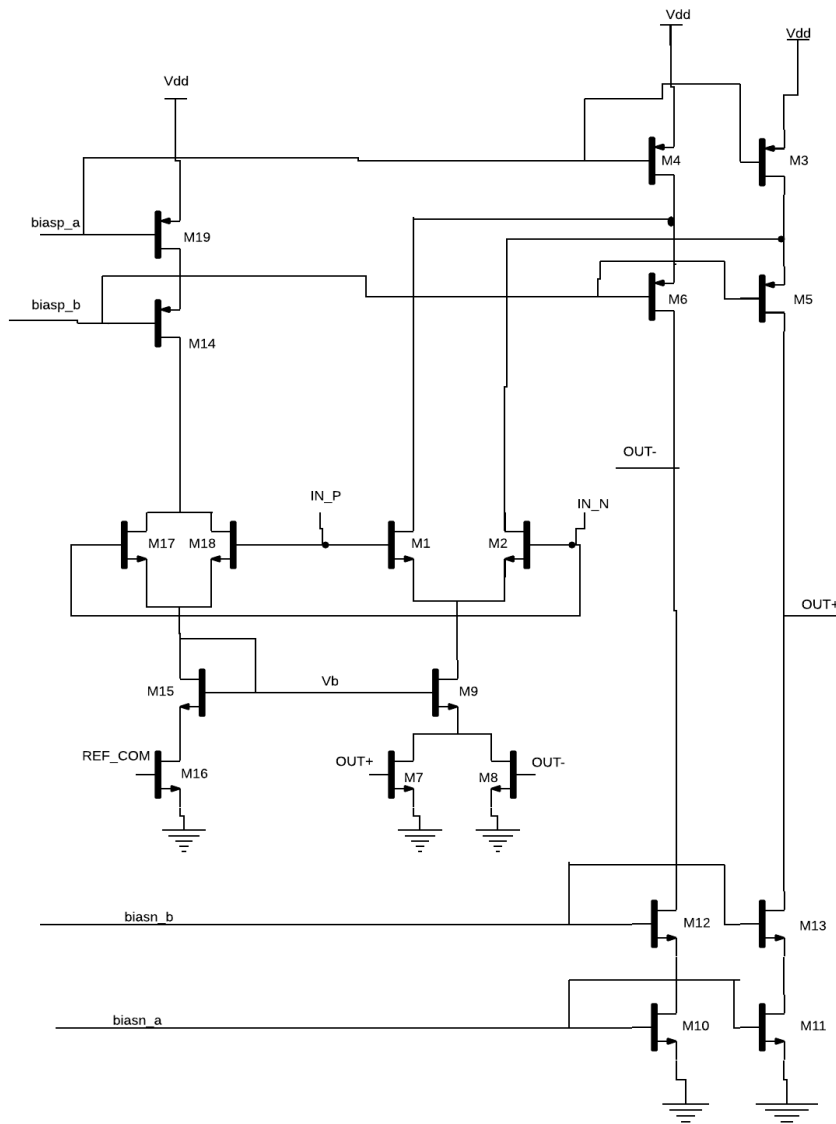 Vdd
Vdd
Vdd
M4
M3
biasp_a
M19
biasp_b
M6
M5
M14
OUT-
IN_P
IN_N
M17
M18
M1
M2
OUT+
M15
Vb
M9
REF_COM
M16
OUT+
M7
M8
OUT-
biasn_b
M12
M13
biasn_a
M10
M11